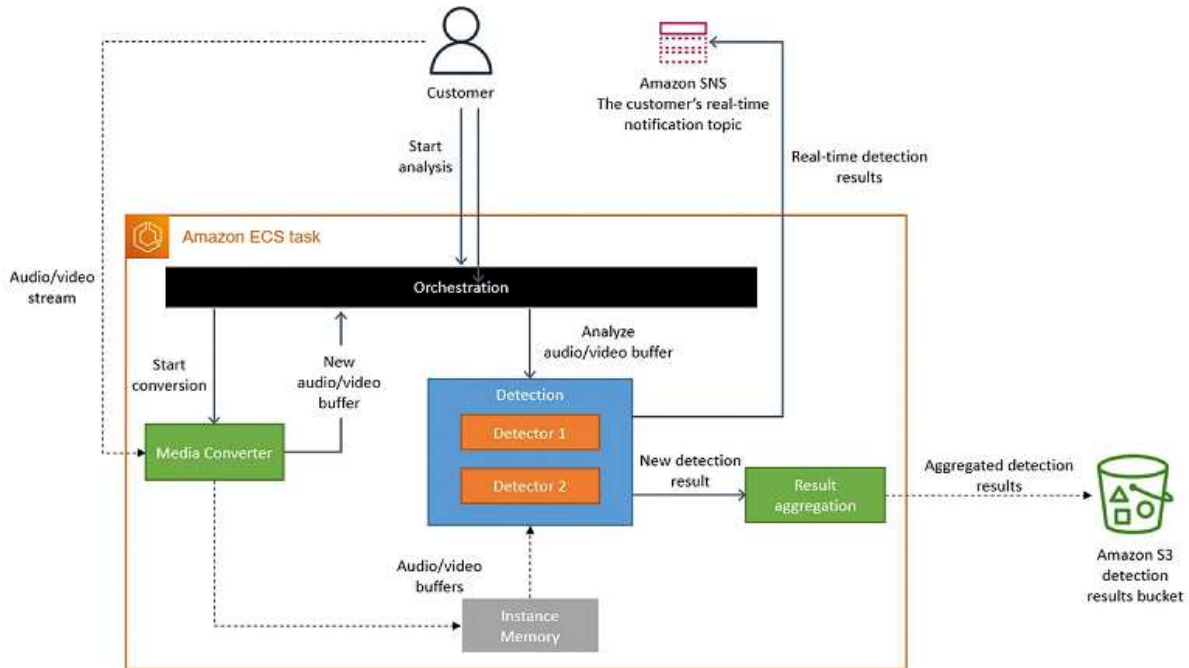 Customer
Amazon SNS
The customer's real-time
notification topic
Start
analysis
Real-time detection
results
Amazon ECS task
Audio/video
stream
Orchestration
Start
conversion
New
audio/video
buffer
Analyze
audio/video buffer
Detection
Detector 1
Detector 2
Media Converter
New detection
result
Result
aggregation
Aggregated detection
results
Amazon S3
detection
results bucket
Audio/video
buffers
Instance
Memory